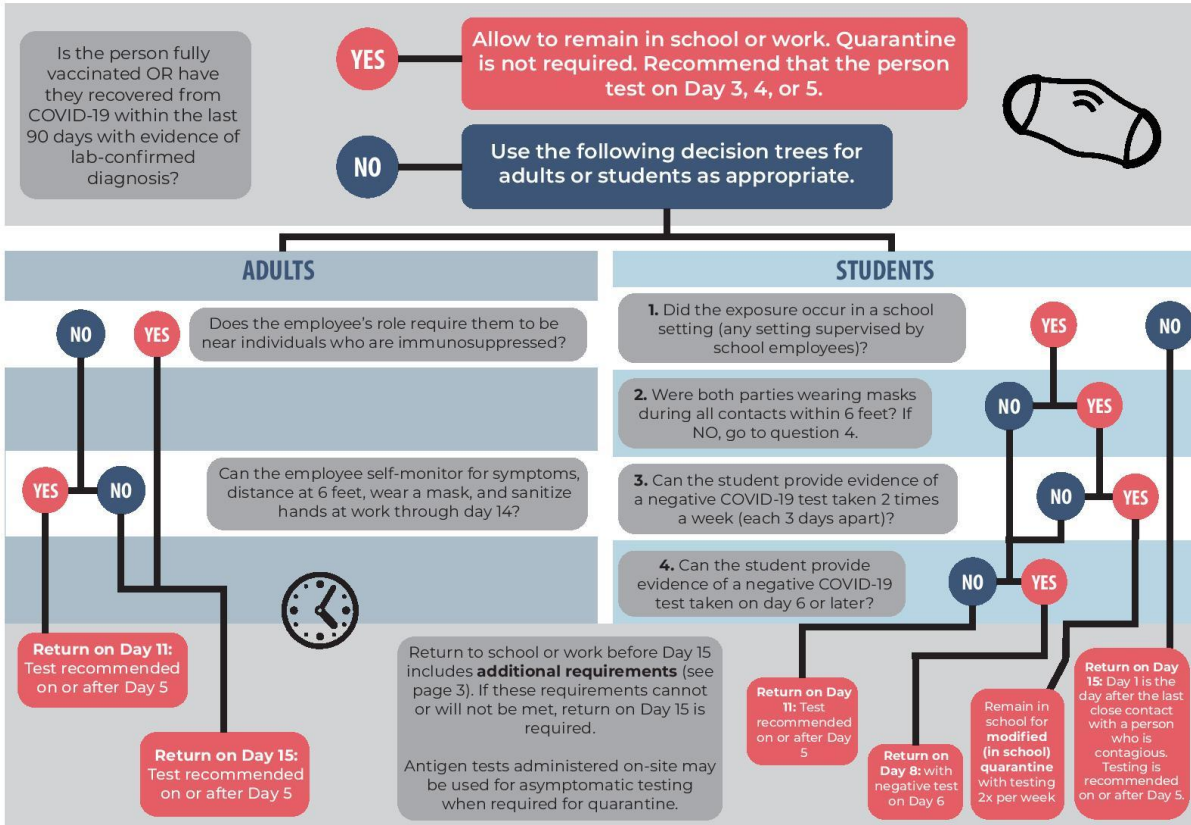 Is the person fully
vaccinated OR have
they recovered from
COVID-19 within the last
90 days with evidence of
lab-confirmed
diagnosis?
YES
Allow to remain in school or work. Quarantine
is not required. Recommend that the person
test on Day 3, 4, or 5.
NO
Use the following decision trees for
adults or students as appropriate.
ADULTS
NO
YES
Does the employee's role require them to be
near individuals who are immunosuppressed?
YES
NO
Can the employee self-monitor for symptoms,
distance at 6 feet, wear a mask, and sanitize
hands at work through day 14?
Return on Day 11:
Test recommended
on or after Day 5
Return on Day 15:
Test recommended
on or after Day 5
STUDENTS
1. Did the exposure occur in a school
setting (any setting supervised by
school employees)?
YES
NO
2. Were both parties wearing masks
during all contacts within 6 feet? If
NO, go to question 4.
NO
YES
3. Can the student provide evidence of
a negative COVID-19 test taken 2 times
a week (each 3 days apart)?
NO
YES
4. Can the student provide
evidence of a negative COVID-19
test taken on day 6 or later?
NO
YES
Return to school or work before Day 15
includes additional requirements (see
page 3). If these requirements cannot
or will not be met, return on Day 15 is
required.
Antigen tests administered on-site may
be used for asymptomatic testing
when required for quarantine.
Return on Day
11: Test
recommended
on or after Day
5
Return on
Day 8: with
negative test
on Day 6
Remain in
school for
modified
(in school)
quarantine
with testing
2x per week
Return on Day
15: Day 1 is the
day after the last
close contact
with a person
who is
contagious.
Testing is
recommended
on or after Day 5.